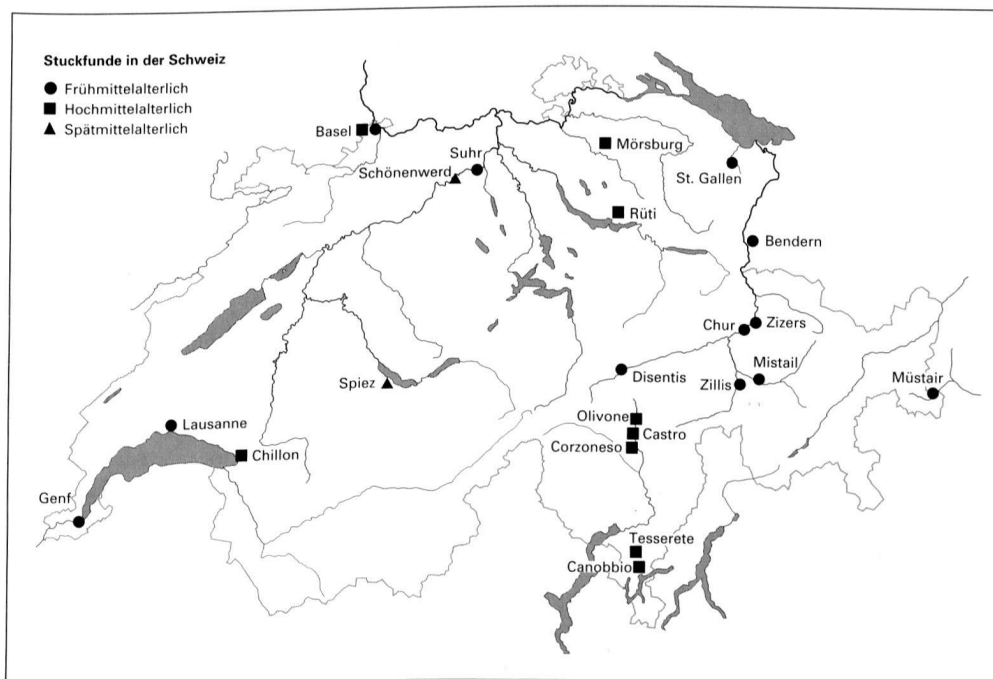 Stuckfunde in der Schweiz
Frühmittelalterlich
Hochmittelalterlich
Spätmittelalterlich
Basel
Mörsburg
Suhr
Schönenwerd
St. Gallen
Rüti
Bendern
Chur
Zizers
Disentis
Mistail
Zillis
Müstair
Spiez
Olivone
Castro
Corzoneso
Lausanne
Chillon
Genf
Tesserete
Canobbio